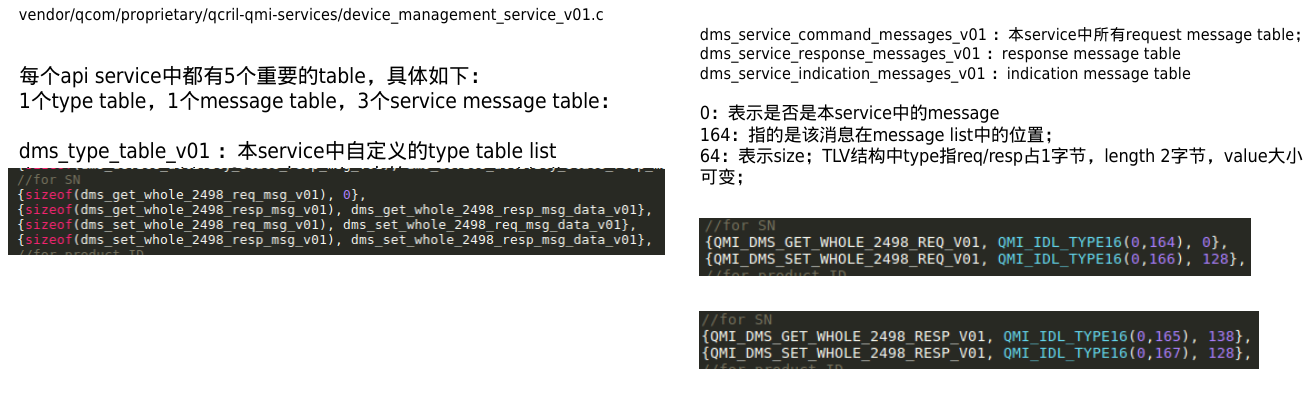 vendor/qcom/proprietary/qcril-qmi-services/device_management_service_v01.c
每个api service中都有5个重要的table，具体如下：
1个type table，1个message table，3个service message table：
dms_type_table_v01 ：本service中自定义的type table list
//for SN
{sizeof(dms_get_whole_2498_req_msg_v01), 0},
{sizeof(dms_get_whole_2498_resp_msg_v01), dms_get_whole_2498_resp_msg_data_v01},
{sizeof(dms_set_whole_2498_req_msg_v01), dms_set_whole_2498_req_msg_data_v01},
{sizeof(dms_set_whole_2498_resp_msg_v01), dms_set_whole_2498_resp_msg_data_v01},
//for product ID
dms_service_command_messages_v01 ：本service中所有request message table；
dms_service_response_messages_v01 ：response message table
dms_service_indication_messages_v01 ：indication message table
0：表示是否是本service中的message
164：指的是该消息在message list中的位置；
64：表示size；TLV结构中type指req/resp占1字节，length 2字节，value大小
可变；
//for SN
{QMI_DMS_GET_WHOLE_2498_REQ_V01, QMI_IDL_TYPE16(0,164), 0},
{QMI_DMS_SET_WHOLE_2498_REQ_V01, QMI_IDL_TYPE16(0,166), 128},
//for product ID
//for SN
{QMI_DMS_GET_WHOLE_2498_RESP_V01, QMI_IDL_TYPE16(0,165), 138},
{QMI_DMS_SET_WHOLE_2498_RESP_V01, QMI_IDL_TYPE16(0,167), 128},
//for product ID